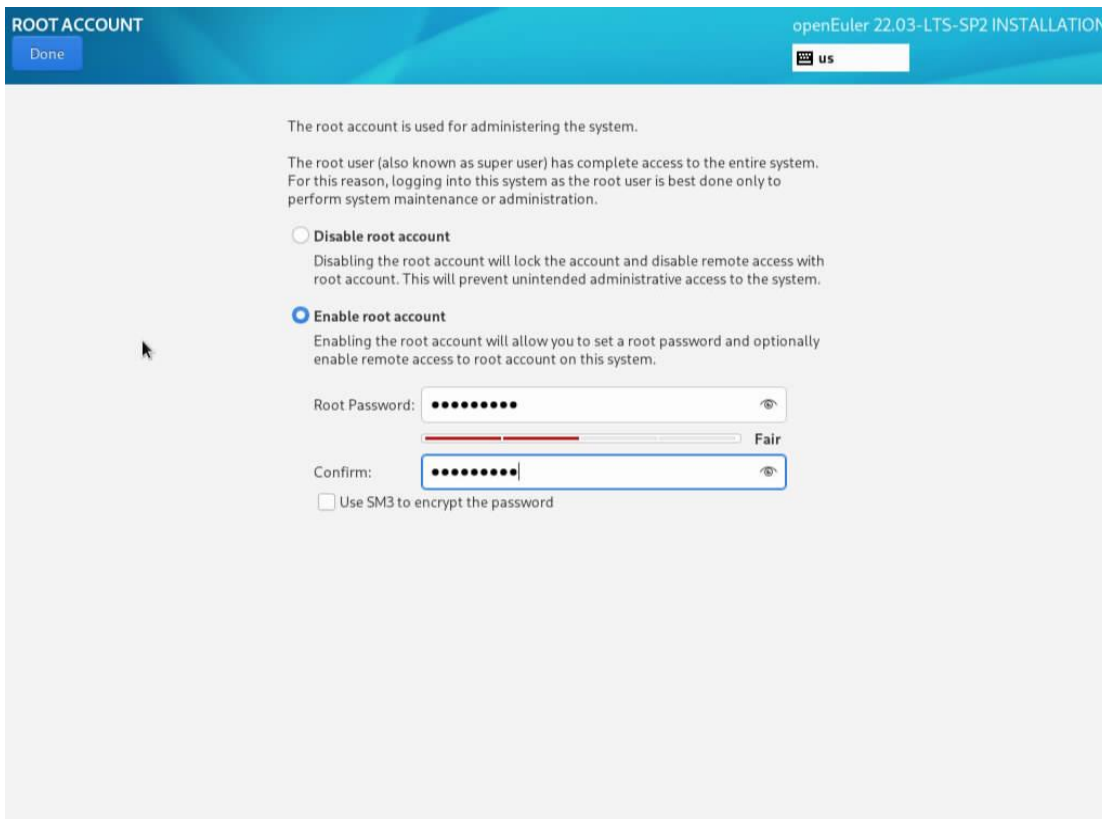 ROOT ACCOUNT
openEuler 22.03-LTS-SP2 INSTALLATION
Done
us
The root account is used for administering the system.
The root user (also known as super user) has complete access to the entire system.
For this reason, logging into this system as the root user is best done only to
perform system maintenance or administration.
Disable root account
Disabling the root account will lock the account and disable remote access with
root account. This will prevent unintended administrative access to the system.
Enable root account
Enabling the root account will allow you to set a root password and optionally
enable remote access to root account on this system.
Root Password: •••••••••
Fair
Confirm: •••••••••
Use SM3 to encrypt the password